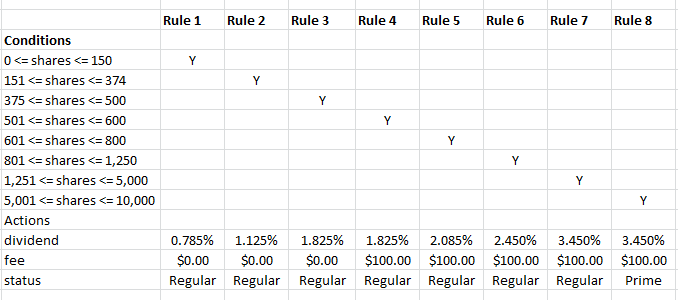 Rule 1 Rule 2 Rule 3 Rule 4 Rule 5 Rule 6 Rule 7 Rule 8
Conditions
0 <= shares <= 150 Y
151 <= shares <= 374 Y
375 <= shares <= 500 Y
501 <= shares <= 600 Y
601 <= shares <= 800 Y
801 <= shares <= 1,250 Y
1,251 <= shares <= 5,000 Y
5,001 <= shares <= 10,000 Y
Actions
dividend 0.785% 1.125% 1.825% 1.825% 2.085% 2.450% 3.450% 3.450%
fee $0.00 $0.00 $0.00 $100.00 $100.00 $100.00 $100.00 $100.00
status Regular Regular Regular Regular Regular Regular Regular Prime